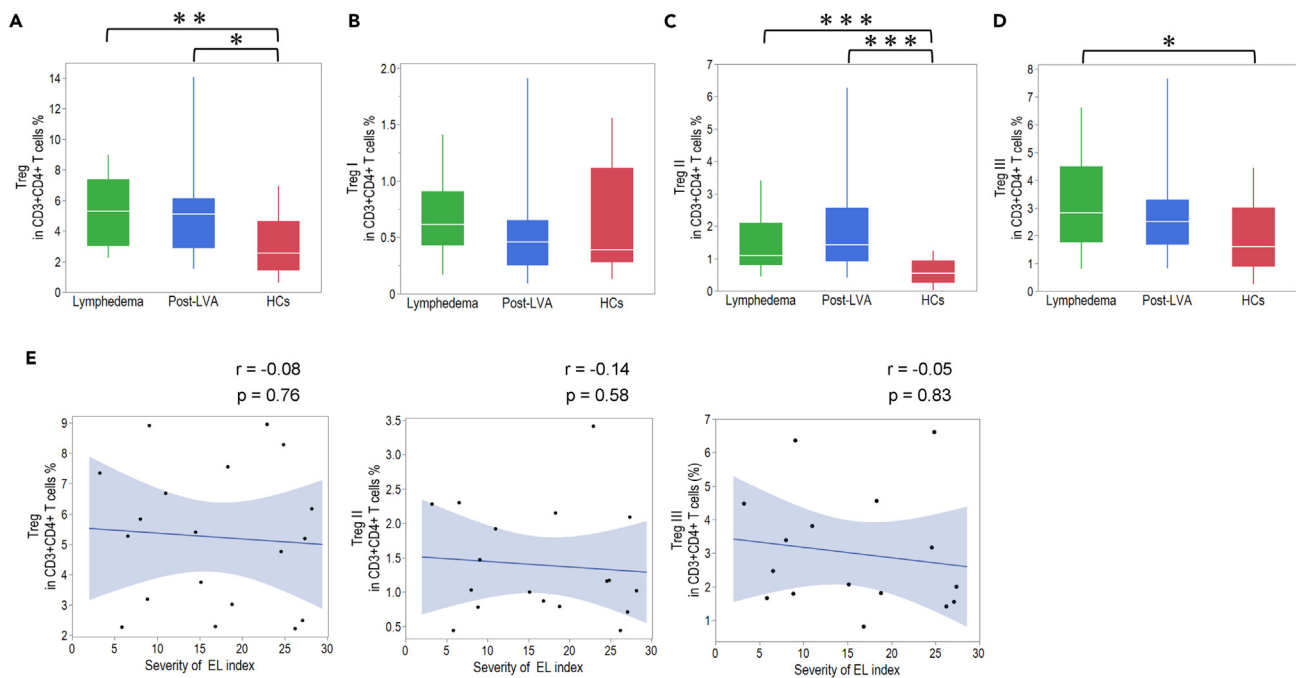 A
B
C
D
**
*
***
***
*
Treg
in CD3+CD4+ T cells %
14
12
10
8
6
4
2
0
Lymphedema
Post-LVA
HCs
Treg I
in CD3+CD4+ T cells %
2.0
1.5
1.0
0.5
0
Lymphedema
Post-LVA
HCs
Treg II
in CD3+CD4+ T cells %
7
6
5
4
3
2
1
0
Lymphedema
Post-LVA
HCs
Treg III
in CD3+CD4+ T cells %
8
7
6
5
4
3
2
1
0
Lymphedema
Post-LVA
HCs
E
r = -0.08
p = 0.76
Treg
in CD3+CD4+ T cells %
9
8
7
6
5
4
3
2
0 5 10 15 20 25 30
Severity of EL index
r = -0.14
p = 0.58
Treg II
in CD3+CD4+ T cells %
3.5
3.0
2.5
2.0
1.5
1.0
0.5
0 5 10 15 20 25 30
Severity of EL index
r = -0.05
p = 0.83
Treg III
in CD3+CD4+ T cells (%)
7
6
5
4
3
2
1
0 5 10 15 20 25 30
Severity of EL index